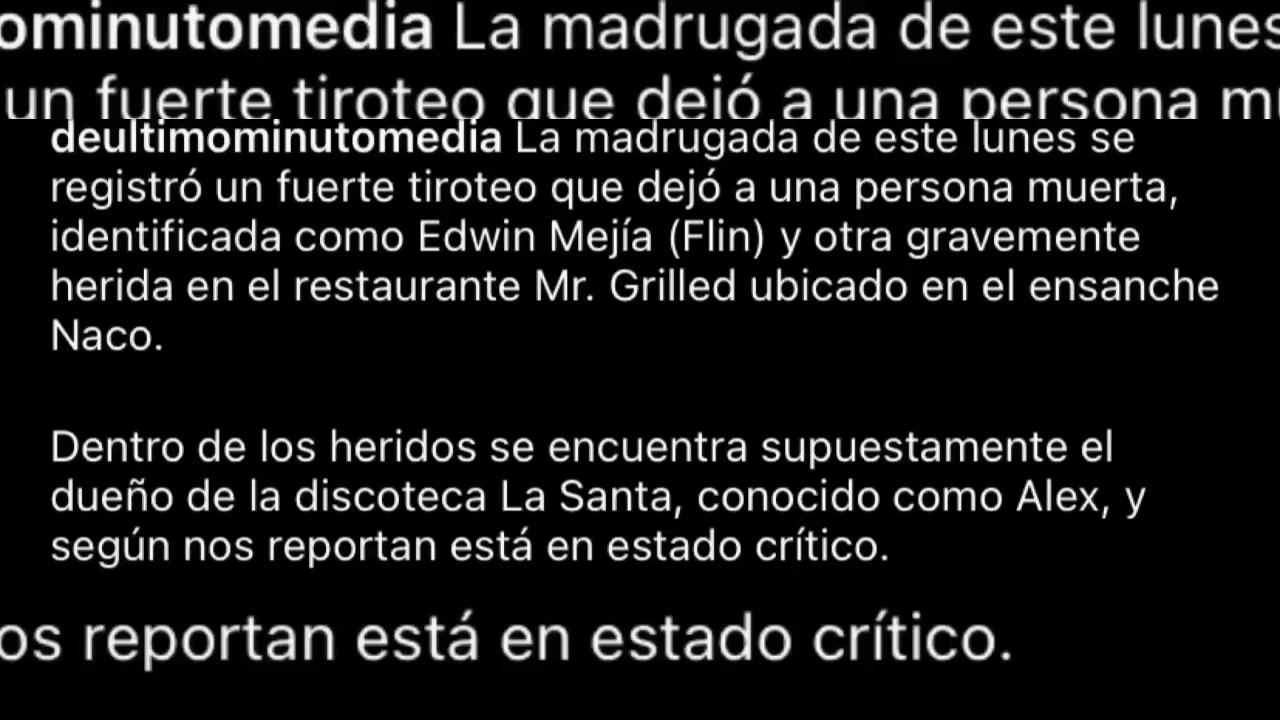 ominutomedia La madrugada de este lunes
un fuerte tiroteo que dejó a una persona
deultimominutomedia La madrugada de este lunes se
registró un fuerte tiroteo que dejó a una persona muerta,
identificada como Edwin Mejía (Flin) y otra gravemente
herida en el restaurante Mr. Grilled ubicado en el ensanche
Naco.
Dentro de los heridos se encuentra supuestamente el
dueño de la discoteca La Santa, conocido como Alex, y
según nos reportan está en estado crítico.
os reportan está en estado crítico.